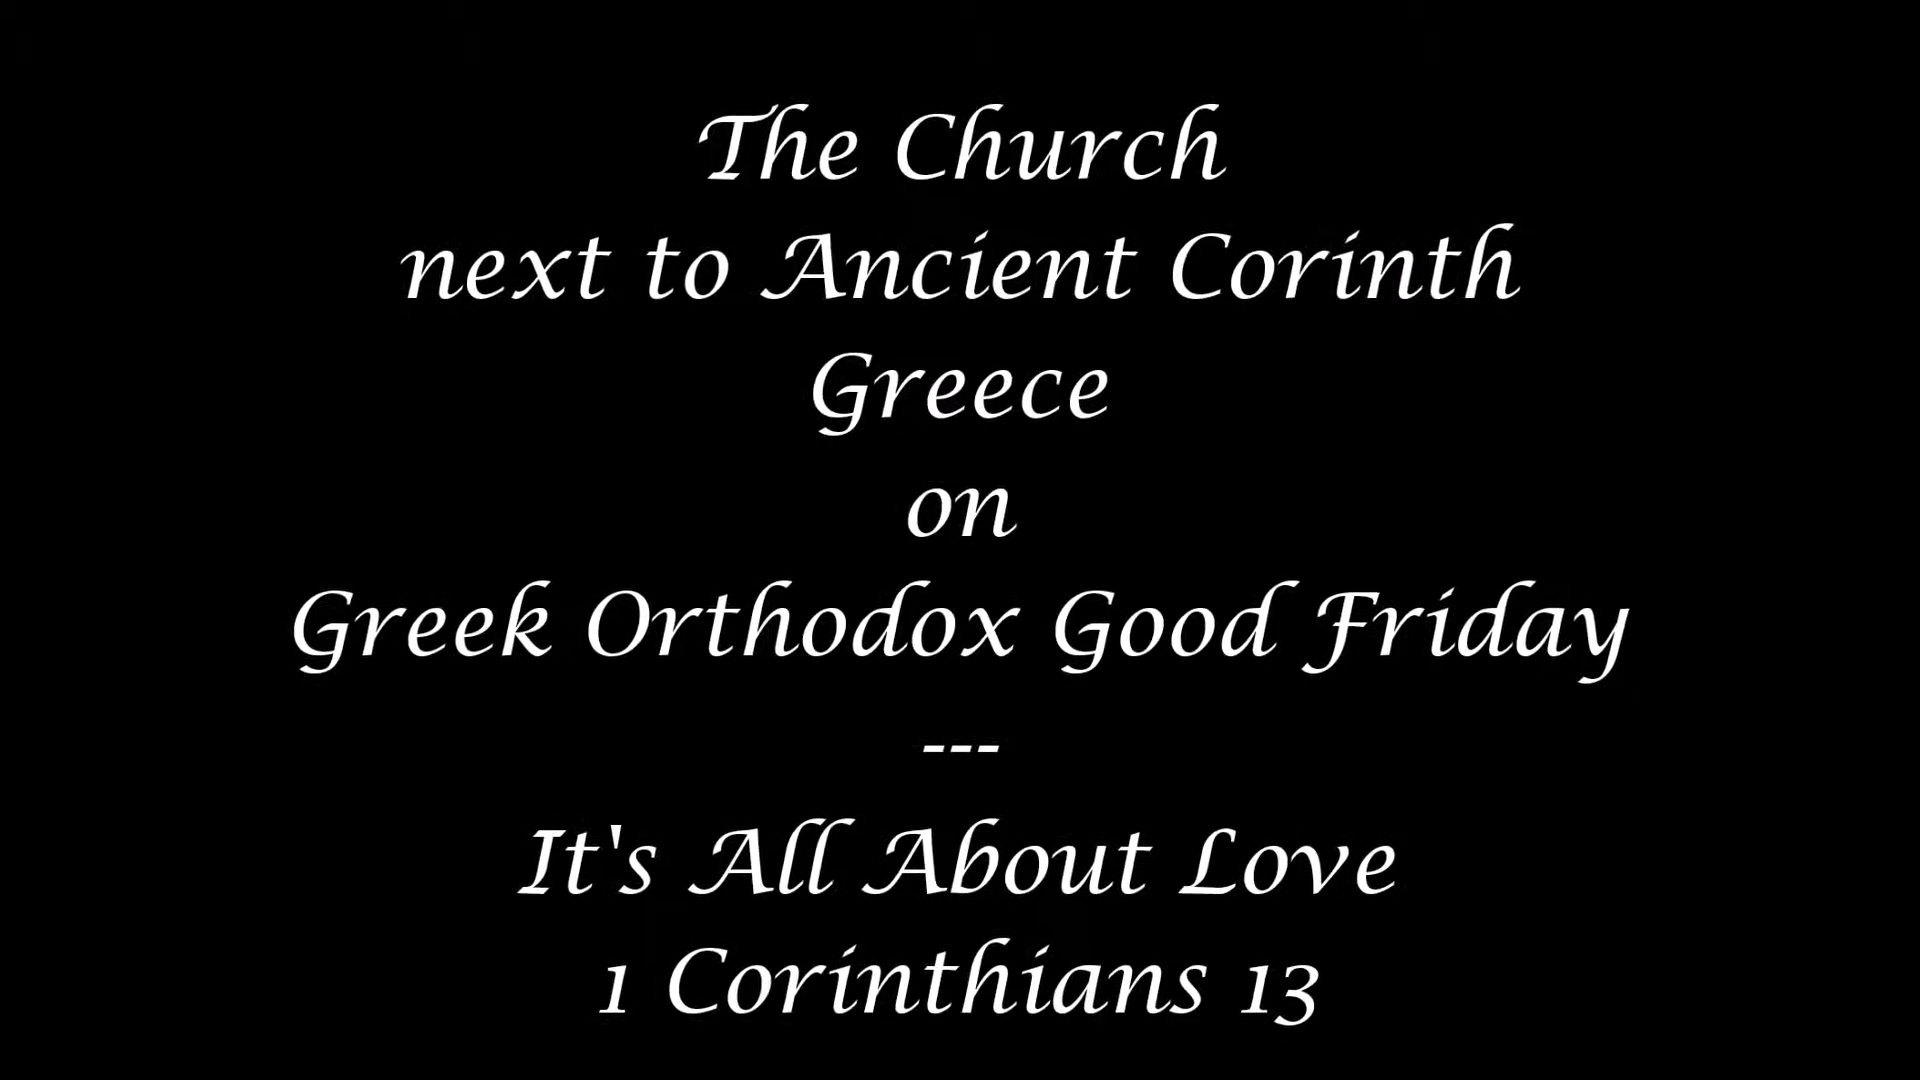 The Church
next to Ancient Corinth
Greece
on
Greek Orthodox Good Friday
---
It's All About Love
1 Corinthians 13